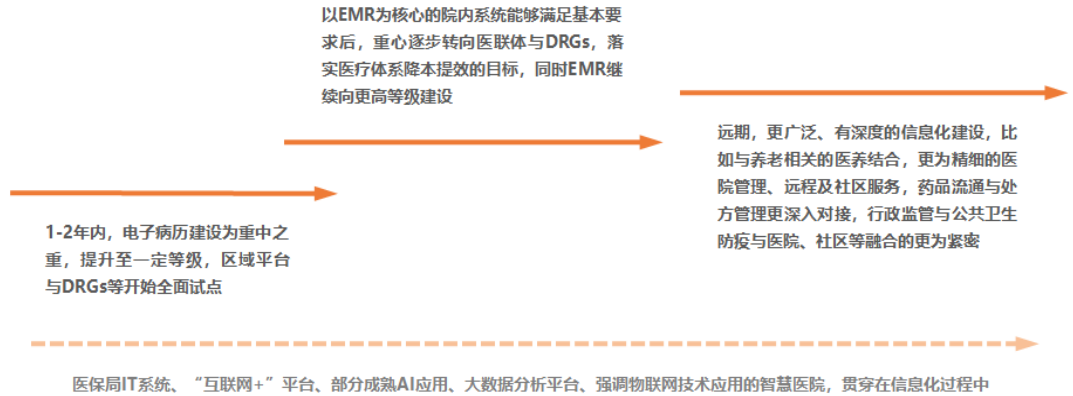 以EMR为核心的院内系统能够满足基本要
求后，重心逐步转向医联体与DRGs，落
实医疗体系降本提效的目标，同时EMR继
续向更高等级建设
远期，更广泛、有深度的信息化建设，比
如与养老相关的医养结合，更为精细的医
院管理、远程及社区服务，药品流通与处
方管理更深入对接，行政监管与公共卫生
防疫与医院、社区等融合的更为紧密
1-2年内，电子病历建设为重中之
重，提升至一定等级，区域平台
与DRGs等开始全面试点
医保局IT系统、“互联网+”平台、部分成熟AI应用、大数据分析平台、强调物联网技术应用的智慧医院，贯穿在信息化过程中